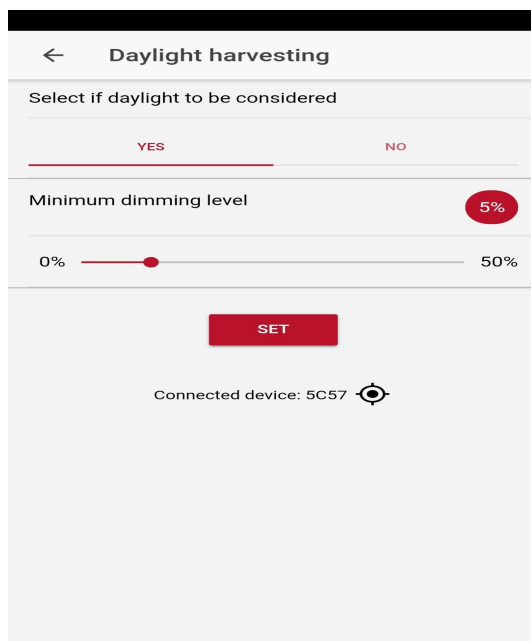 Daylight harvesting
Select if daylight to be considered
YES NO
Minimum dimming level 5%
0% 50%
SET
Connected device: 5C57